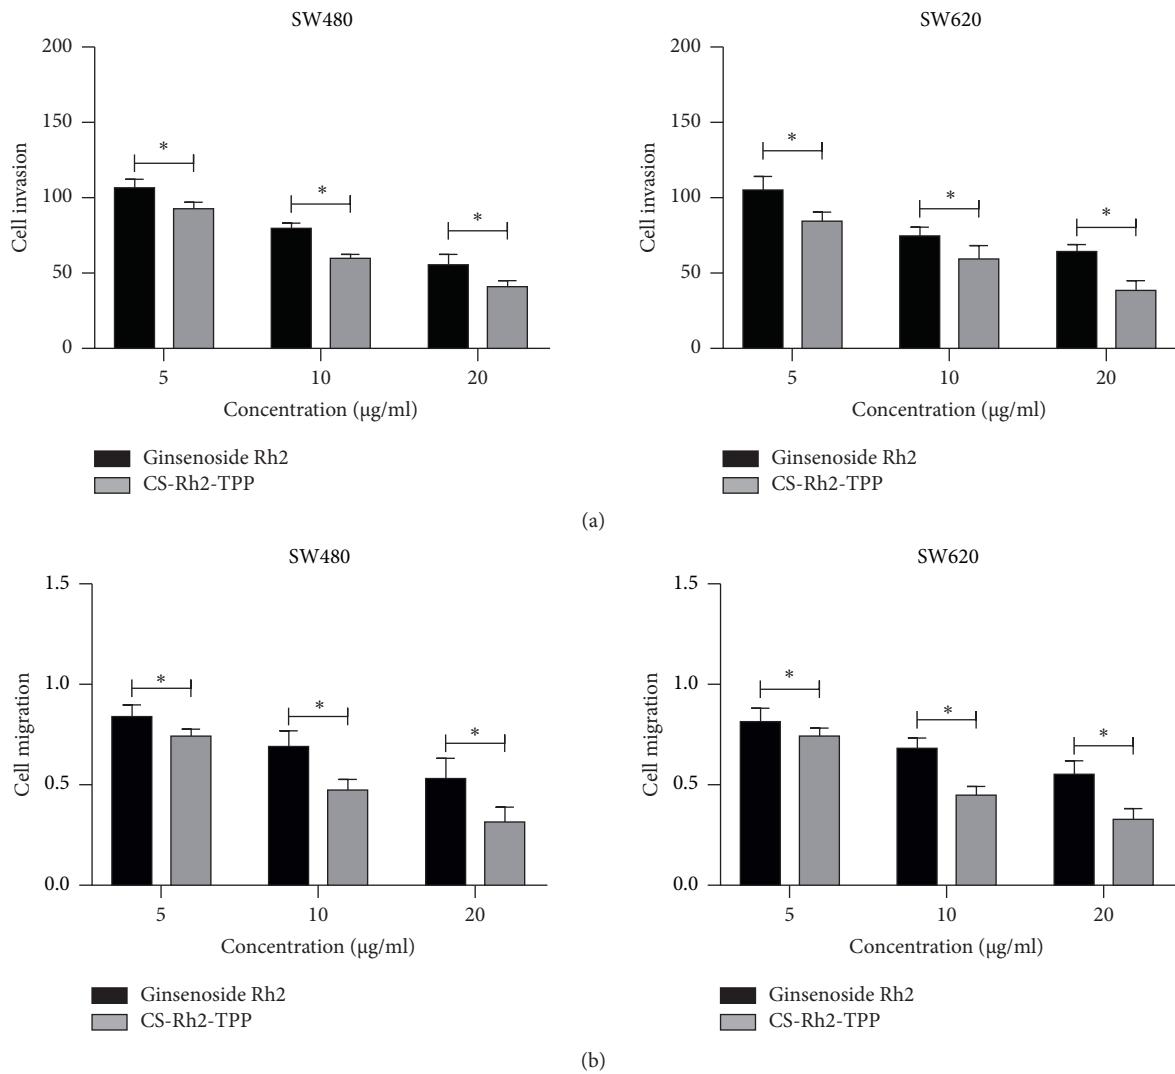 SW480
200
150
100
50
0
Cell invasion
*
*
*
5
10
20
Concentration (μg/ml)
Ginsenoside Rh2
CS-Rh2-TPP
SW620
200
150
100
50
0
Cell invasion
*
*
*
5
10
20
Concentration (μg/ml)
Ginsenoside Rh2
CS-Rh2-TPP
(a)
SW480
1.5
1.0
0.5
0.0
Cell migration
*
*
*
5
10
20
Concentration (μg/ml)
Ginsenoside Rh2
CS-Rh2-TPP
SW620
1.5
1.0
0.5
0.0
Cell migration
*
*
*
5
10
20
Concentration (μg/ml)
Ginsenoside Rh2
CS-Rh2-TPP
(b)